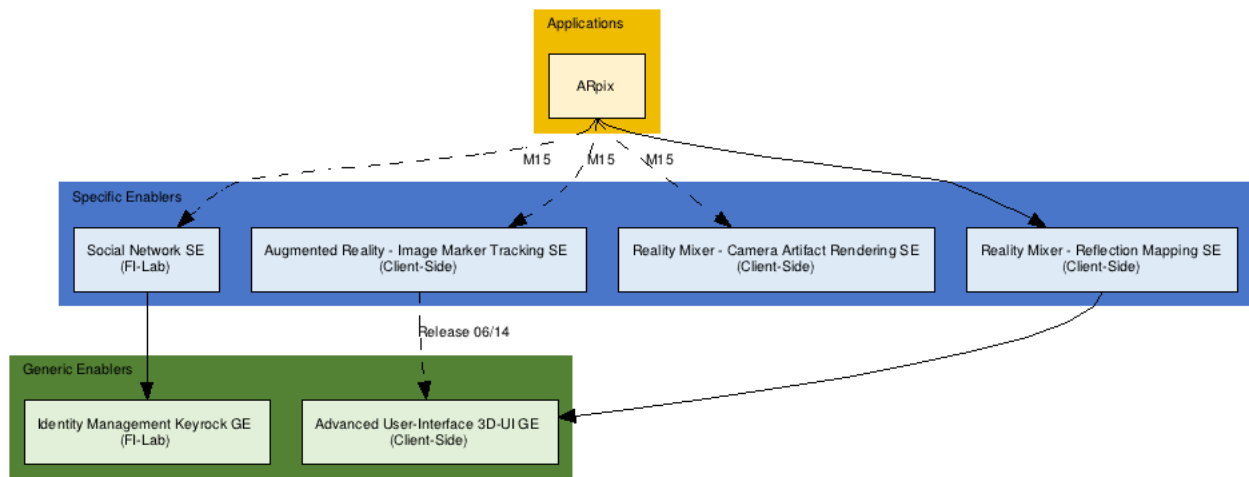 Applications
ARpix
M15
M15
M15
Specific Enablers
Social Network SE
(FI-Lab)
Augmented Reality - Image Marker Tracking SE
(Client-Side)
Reality Mixer - Camera Artifact Rendering SE
(Client-Side)
Reality Mixer - Reflection Mapping SE
(Client-Side)
Release 06/14
Generic Enablers
Identity Management Keyrock GE
(FI-Lab)
Advanced User-Interface 3D-UI GE
(Client-Side)